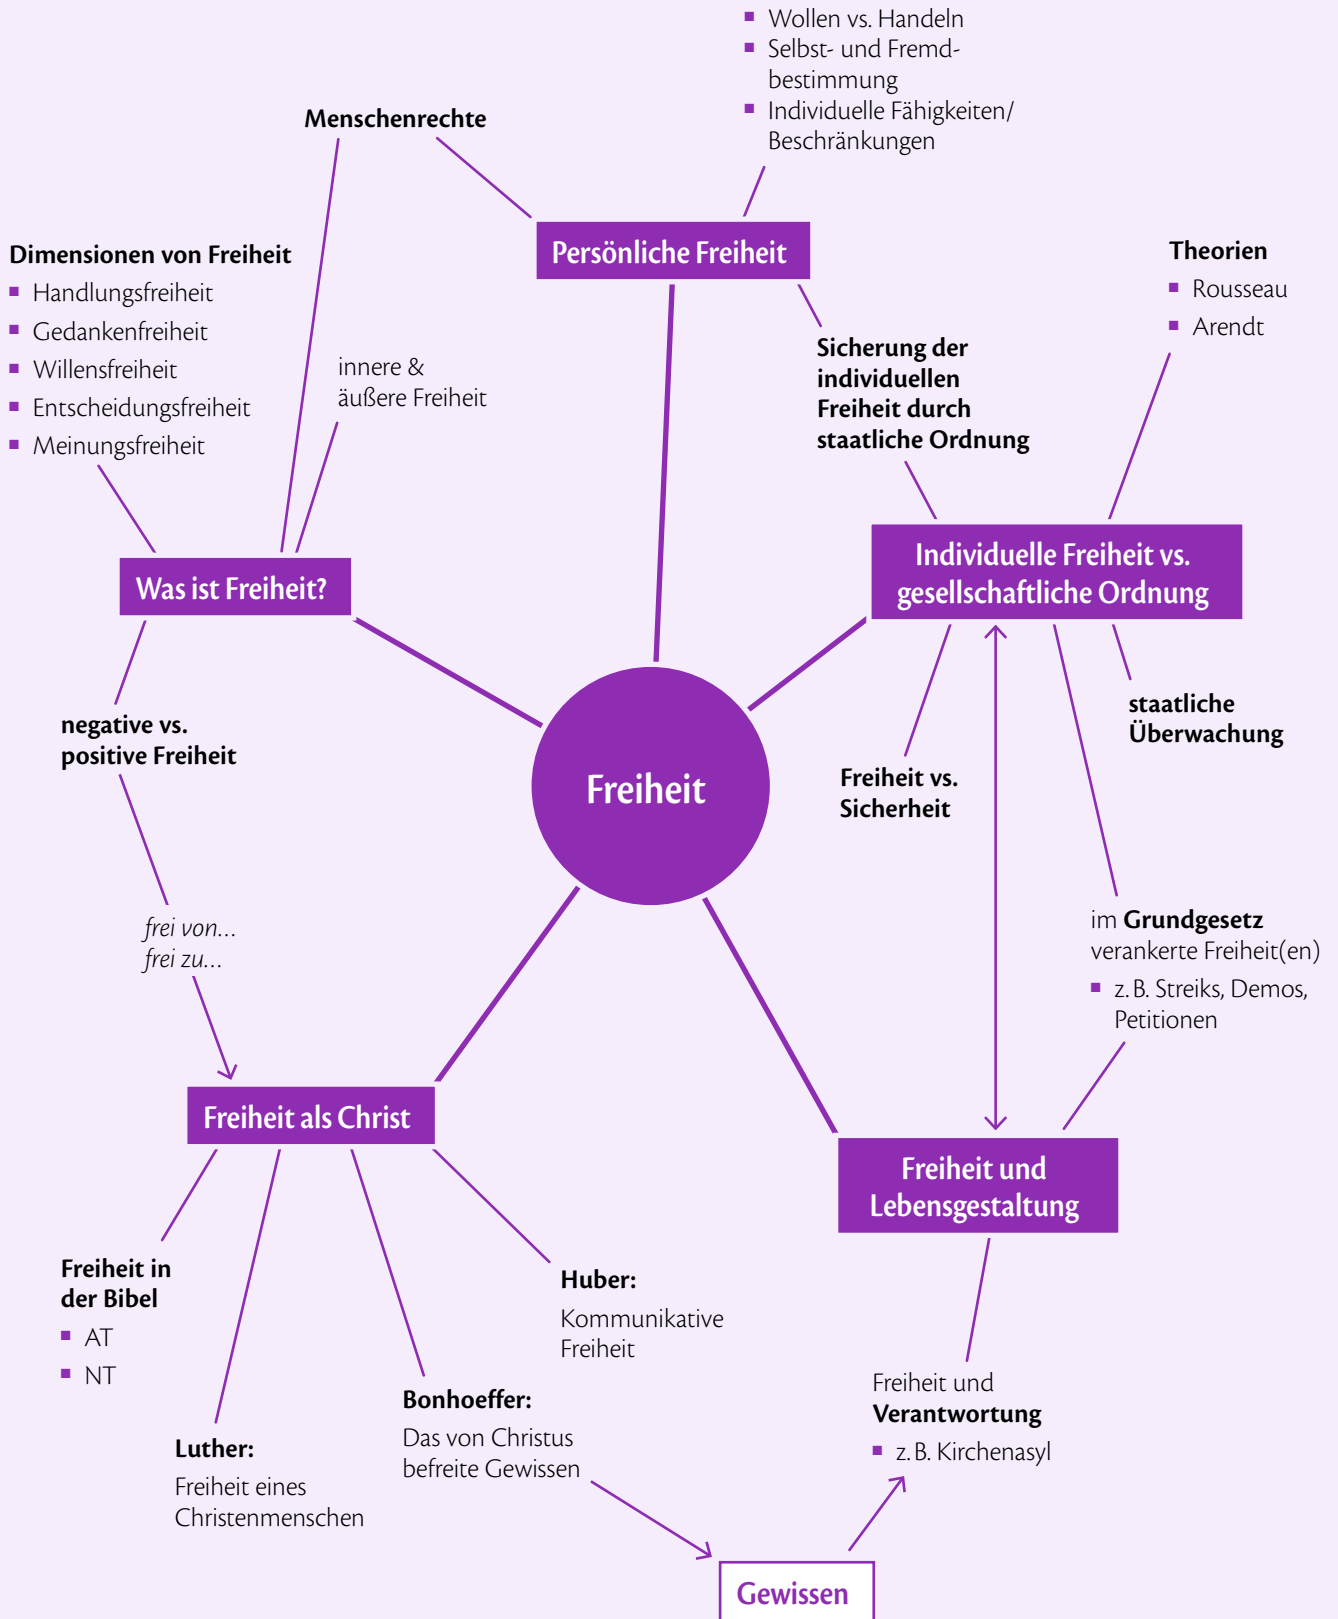 ▪ Wollen vs. Handeln
▪ Selbst- und Fremd-
bestimmung
▪ Individuelle Fähigkeiten/
Beschränkungen
Menschenrechte
Persönliche Freiheit
Dimensionen von Freiheit
▪ Handlungsfreiheit
▪ Gedankenfreiheit
▪ Willensfreiheit
▪ Entscheidungsfreiheit
▪ Meinungsfreiheit
innere &
äußere Freiheit
Sicherung der
individuellen
Freiheit durch
staatliche Ordnung
Theorien
▪ Rousseau
▪ Arendt
Was ist Freiheit?
Individuelle Freiheit vs.
gesellschaftliche Ordnung
negative vs.
positive Freiheit
Freiheit
Freiheit vs.
Sicherheit
staatliche
Überwachung
frei von...
frei zu...
im Grundgesetz
verankerte Freiheit(en)
▪ z. B. Streiks, Demos,
Petitionen
Freiheit als Christ
Freiheit und
Lebensgestaltung
Freiheit in
der Bibel
▪ AT
▪ NT
Luther:
Freiheit eines
Christenmenschen
Bonhoeffer:
Das von Christus
befreite Gewissen
Huber:
Kommunikative
Freiheit
Freiheit und
Verantwortung
▪ z. B. Kirchenasyl
Gewissen